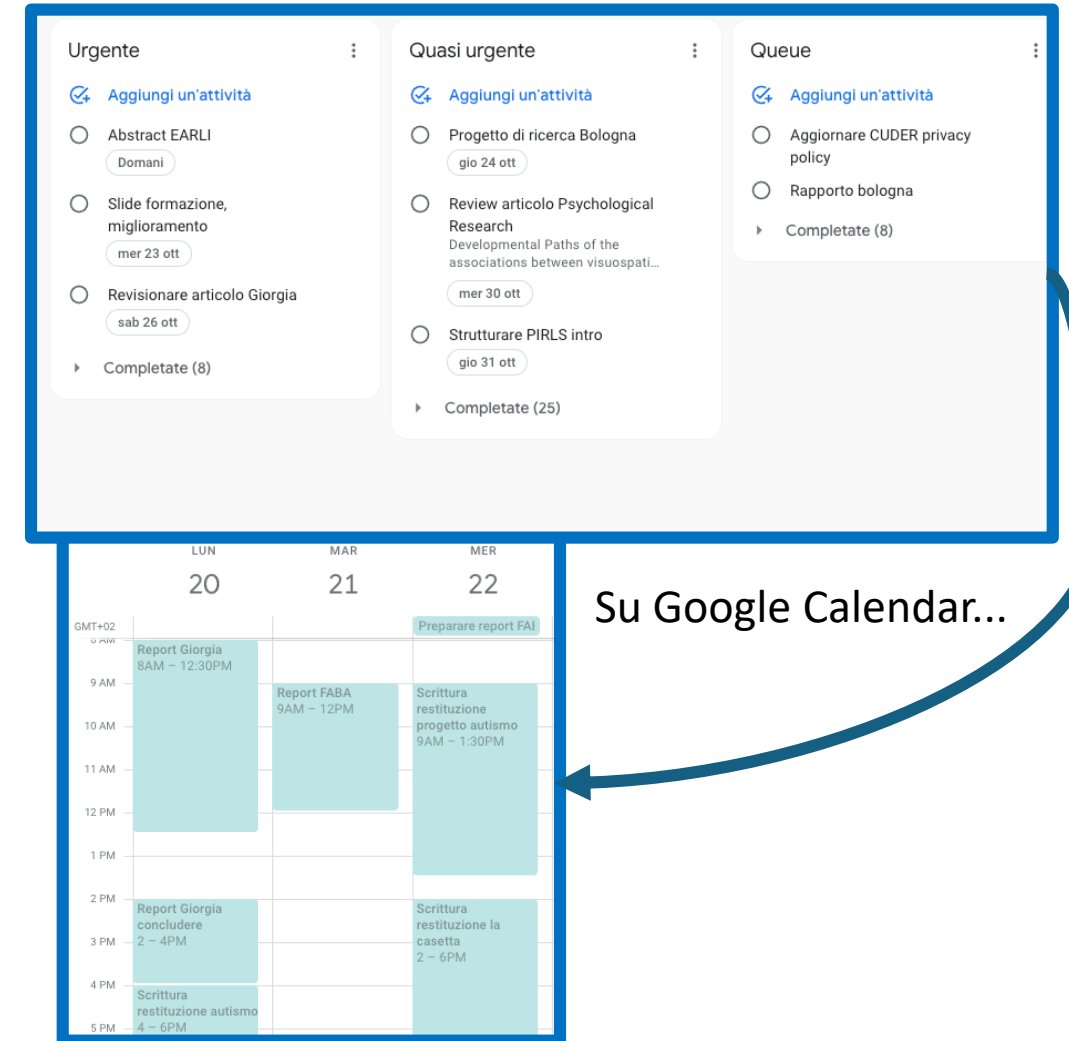 Urgente
Aggiungi un'attività
Abstract EARLI
Domani
Slide formazione,
miglioramento
mer 23 ott
Revisionare articolo Giorgia
sab 26 ott
Completate (8)
Quasi urgente
Aggiungi un'attività
Progetto di ricerca Bologna
gio 24 ott
Review articolo Psychological
Research
Developmental Paths of the
associations between visuospati...
mer 30 ott
Strutturare PIRLS intro
gio 31 ott
Completate (25)
Queue
Aggiungi un'attività
Aggiornare CUDER privacy
policy
Rapporto bologna
Completate (8)
Su Google Calendar...
LUN MAR MER
20 21 22
GMT+02
Preparare report FAI
8 AM
9 AM
10 AM
11 AM
12 PM
1 PM
2 PM
3 PM
4 PM
5 PM
Report Giorgia
8AM – 12:30PM
Report Giorgia
concludere
2 – 4PM
Scrittura
restituzione autismo
4 – 6PM
Report FABA
9AM – 12PM
Scrittura
restituzione
progetto autismo
9AM – 1:30PM
Scrittura
restituzione la
casetta
2 – 6PM